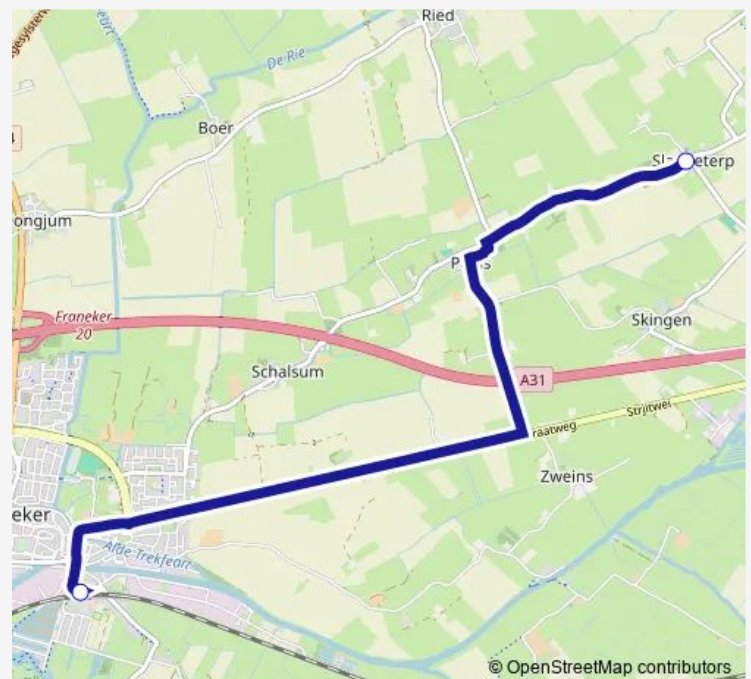 Ried
De Rie
Boer
ongjum
Franeker
20
Skingen
Schalsum
A31
Strjitwei
raatweg
Zweins
eker
Alde-Trekfeart
© OpenStreetMap contributors